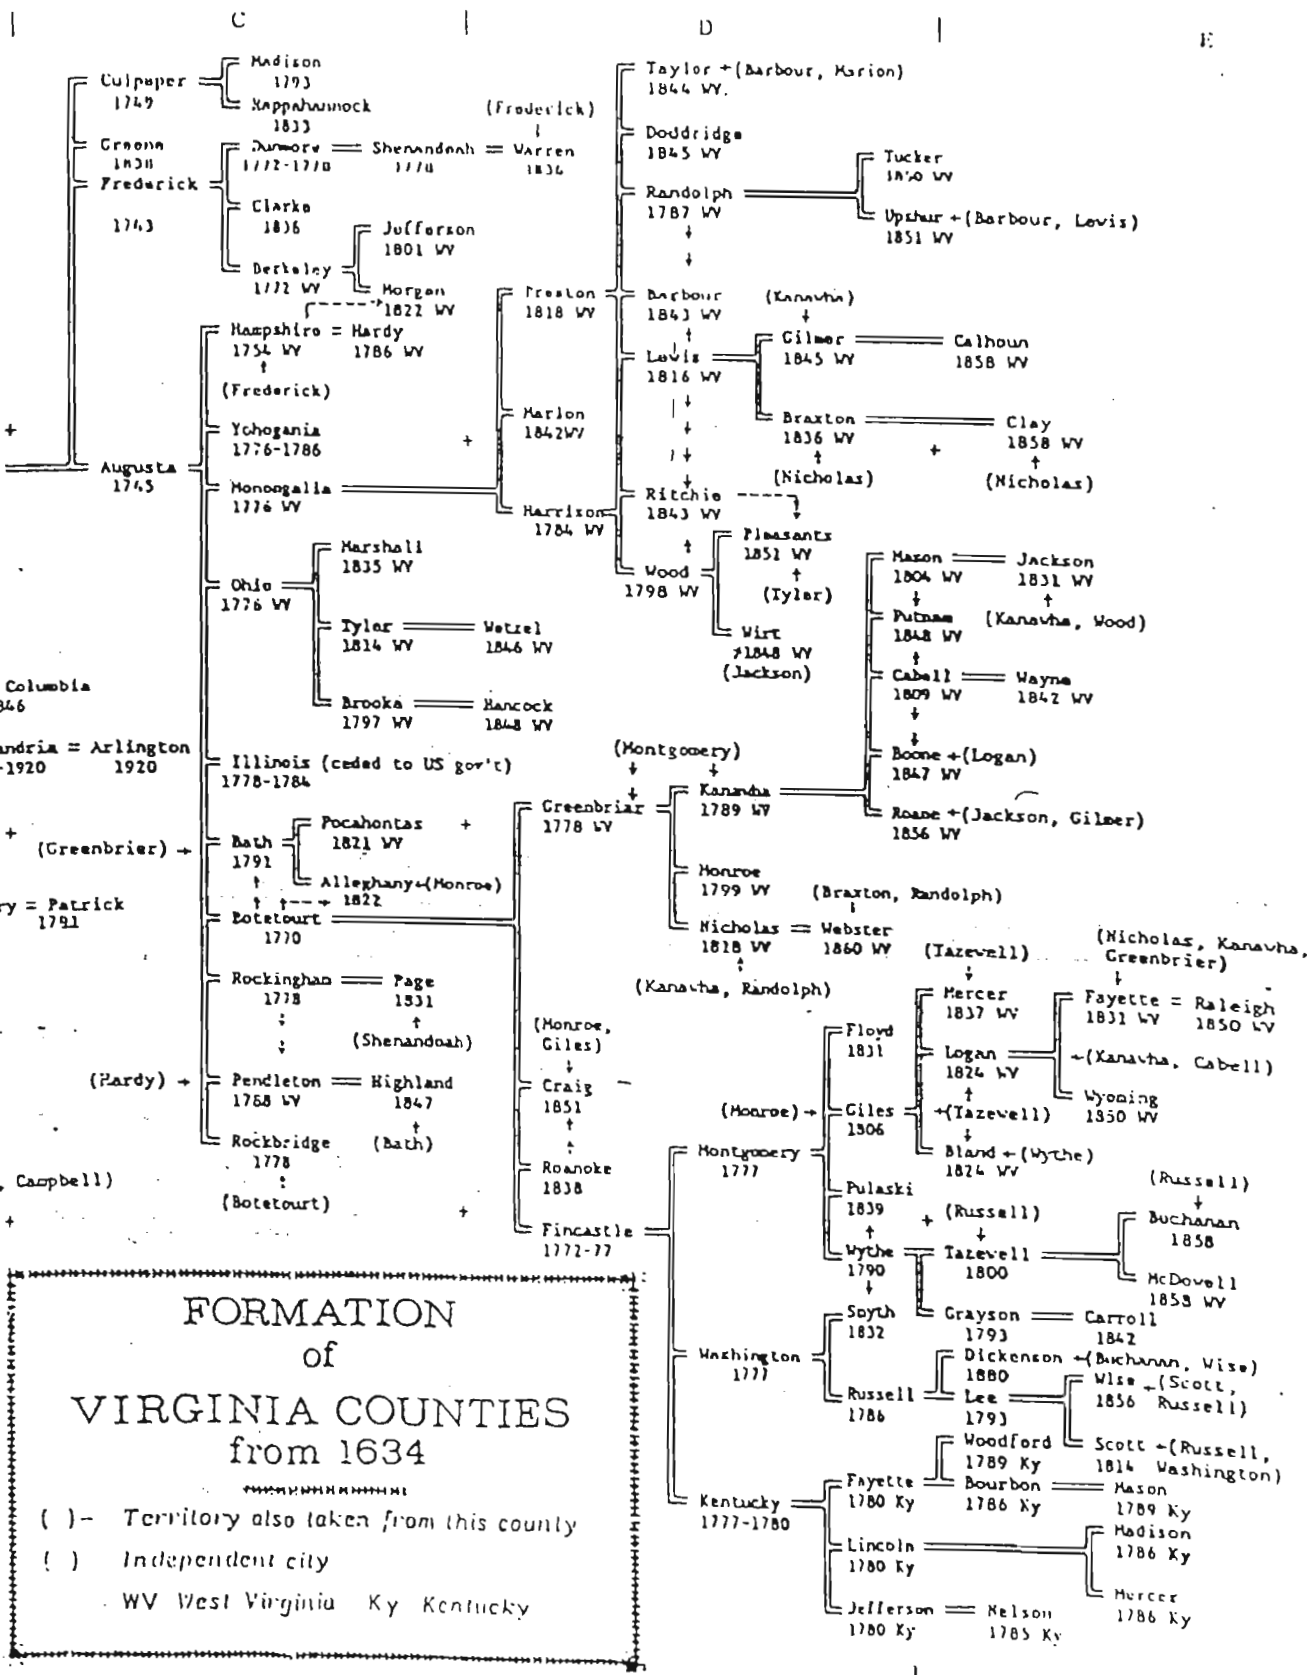 C
D
E
Culpaper
1749
Madison
1793
Rappahannock
1833
Greene
1838
Frederick
1743
Dunmore = Shenandoah = Warren
1772-1778
1778
1836
(Frederick)
Clarke
1836
Berkeley
1772 WV
Jefferson
1801 WV
Morgan
1822 WV
Augusta
1745
Hampshire = Hardy
1754 WV
1786 WV
(Frederick)
Yohogania
1776-1786
Monongalia
1776 WV
Preston
1818 WV
Marion
1842WV
Harrison
1784 WV
Taylor (Barbour, Marion)
1844 WV
Doddridge
1845 WV
Randolph
1787 WV
Tucker
Upshur (Barbour, Lewis)
1851 WV
Barbour
1843 WV
Lewis
1816 WV
(Kanawha)
Gilmer
1845 WV
Calhoun
1858 WV
Braxton
1836 WV
(Nicholas)
Clay
1858 WV
(Nicholas)
Ritchie
1843 WV
Wood
1798 WV
Pleasants
1851 WV
(Tyler)
Wirt
1848 WV
(Jackson)
Ohio
1776 WV
Marshall
1835 WV
Tyler
1814 WV
Wetzel
1846 WV
Brooke
1797 WV
Hancock
1848 WV
Columbia
846
andria = Arlington
-1920
1920
Illinois (ceded to US gov't)
1778-1784
(Greenbrier)
Bath
1791
Pocahontas
1821 WV
Alleghany (Monroe)
1822
ry = Patrick
1791
Botetourt
1770
Greenbriar
1778 WV
(Montgomery)
Kanawha
1789 WV
Mason
1804 WV
Jackson
1831 WV
(Kanawha, Wood)
Putnam
1848 WV
Cabell
1809 WV
Wayne
1842 WV
Boone (Logan)
1847 WV
Roane (Jackson, Gilmer)
1856 WV
Monroe
1799 WV
(Braxton, Randolph)
Nicholas = Webster
1818 WV
1860 WV
(Kanawha, Randolph)
Rockingham
1778
Page
1831
(Shenandoah)
(Hardy)
Pendleton
1788 WV
Highland
1847
(Bath)
Rockbridge
1778
(Botetourt)
, Campbell)
(Monroe,
Giles)
Craig
1851
Roanoke
1838
Fincastle
1772-77
Montgomery
1777
Floyd
1831
(Monroe)
Giles
1806
(Tazewell)
Mercer
1837 WV
Logan
1824 WV
(Nicholas, Kanawha,
Greenbrier)
Fayette = Raleigh
1831 WV
1850 WV
(Kanawha, Cabell)
Wyoming
1850 WV
(Tazewell)
Bland (Wythe)
1824 WV
Pulaski
1839
Wythe
1790
(Russell)
Tazewell
1800
(Russell)
Buchanan
1858
McDowell
1858 WV
Grayson
1793
Carroll
1842
Washington
1777
Smyth
1832
Russell
1786
Dickenson (Buchanan, Wise)
1880
Lee
1793
Wise (Scott,
1856 Russell)
Scott (Russell,
1814 Washington)
Kentucky
1777-1780
Fayette
1780 Ky
Woodford
1789 Ky
Bourbon
1786 Ky
Mason
1789 Ky
Lincoln
1780 Ky
Madison
1786 Ky
Mercer
1786 Ky
Jefferson = Nelson
1780 Ky
1785 Ky
FORMATION
of
VIRGINIA COUNTIES
from 1634
( )- Territory also taken from this county
( ) Independent city
WV West Virginia Ky Kentucky